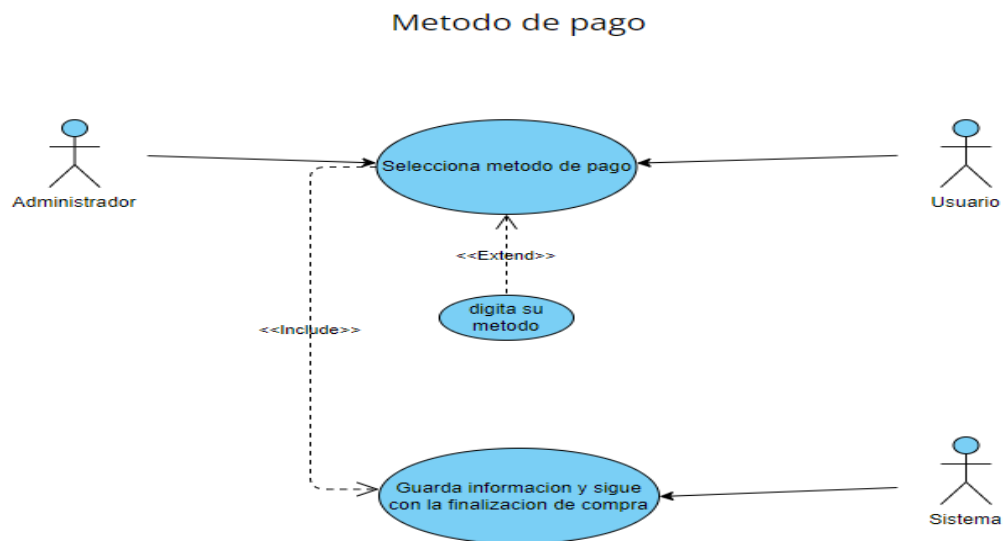 Metodo de pago
Selecciona metodo de pago
Administrador
Usuario
<<Extend>>
digita su
metodo
<<Include>>
Guarda informacion y sigue
con la finalizacion de compra
Sistema